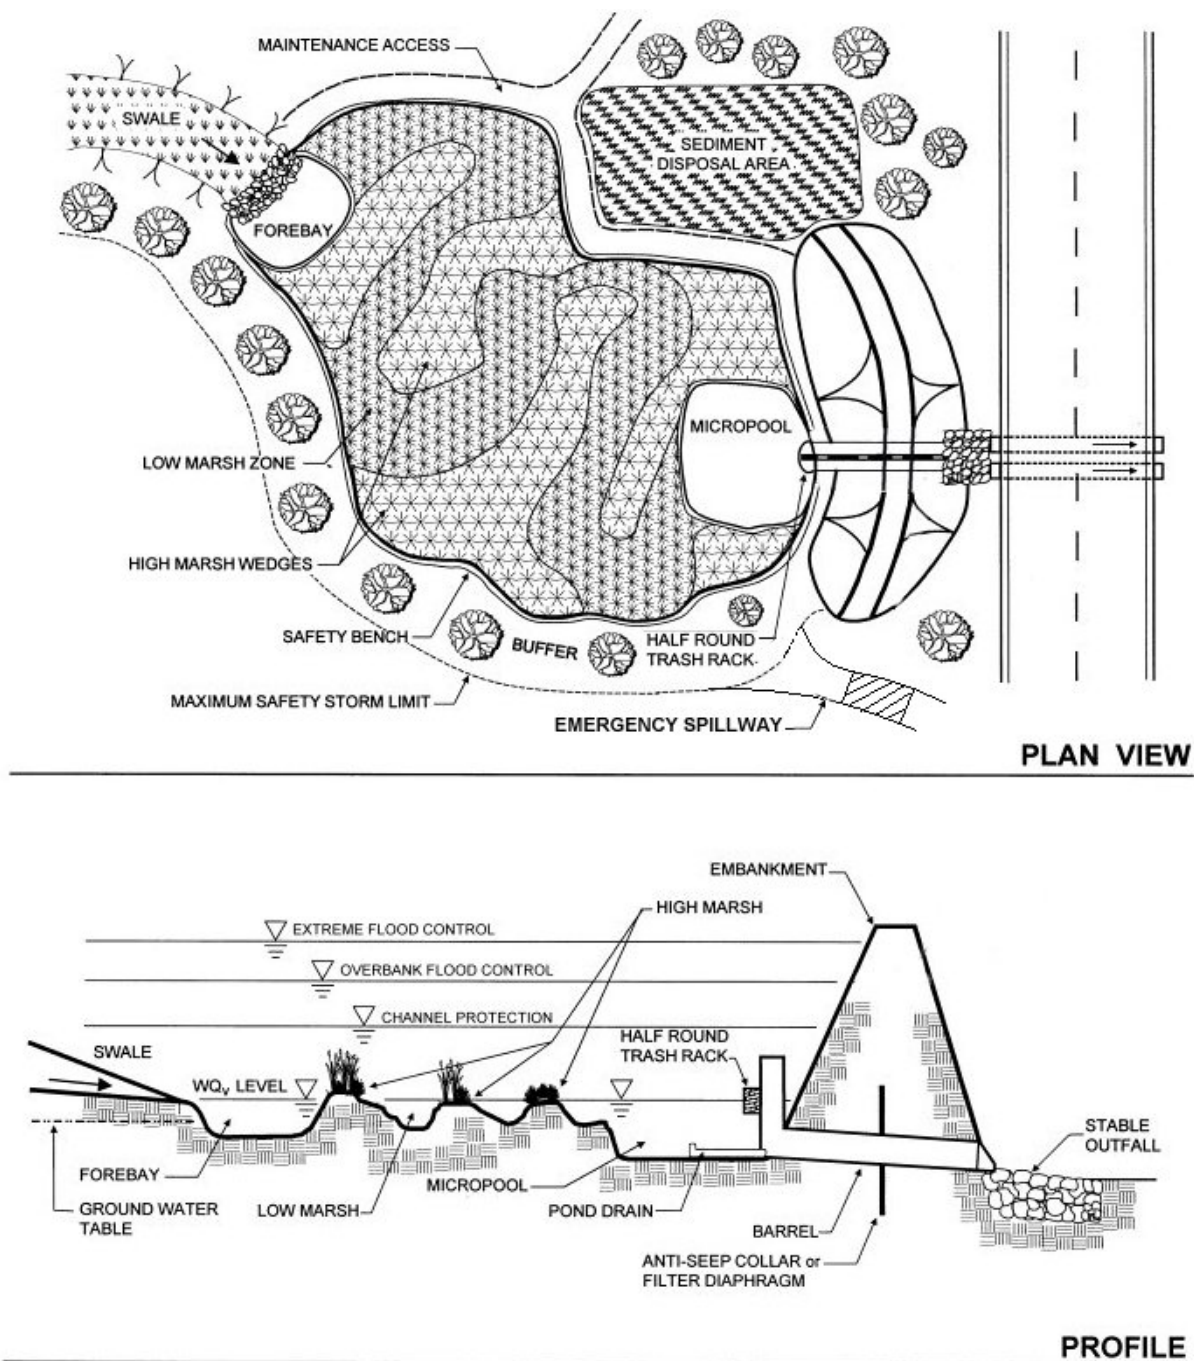 MAINTENANCE ACCESS
SWALE
SEDIMENT
DISPOSAL AREA
FOREBAY
MICROPOOL
LOW MARSH ZONE
HIGH MARSH WEDGES
SAFETY BENCH
BUFFER
HALF ROUND
TRASH RACK
MAXIMUM SAFETY STORM LIMIT
EMERGENCY SPILLWAY
PLAN VIEW
EMBANKMENT
HIGH MARSH
EXTREME FLOOD CONTROL
OVERBANK FLOOD CONTROL
CHANNEL PROTECTION
HALF ROUND
TRASH RACK
SWALE
WQv LEVEL
STABLE
OUTFALL
FOREBAY
MICROPOOL
GROUND WATER
TABLE
LOW MARSH
POND DRAIN
BARREL
ANTI-SEEP COLLAR or
FILTER DIAPHRAGM
PROFILE